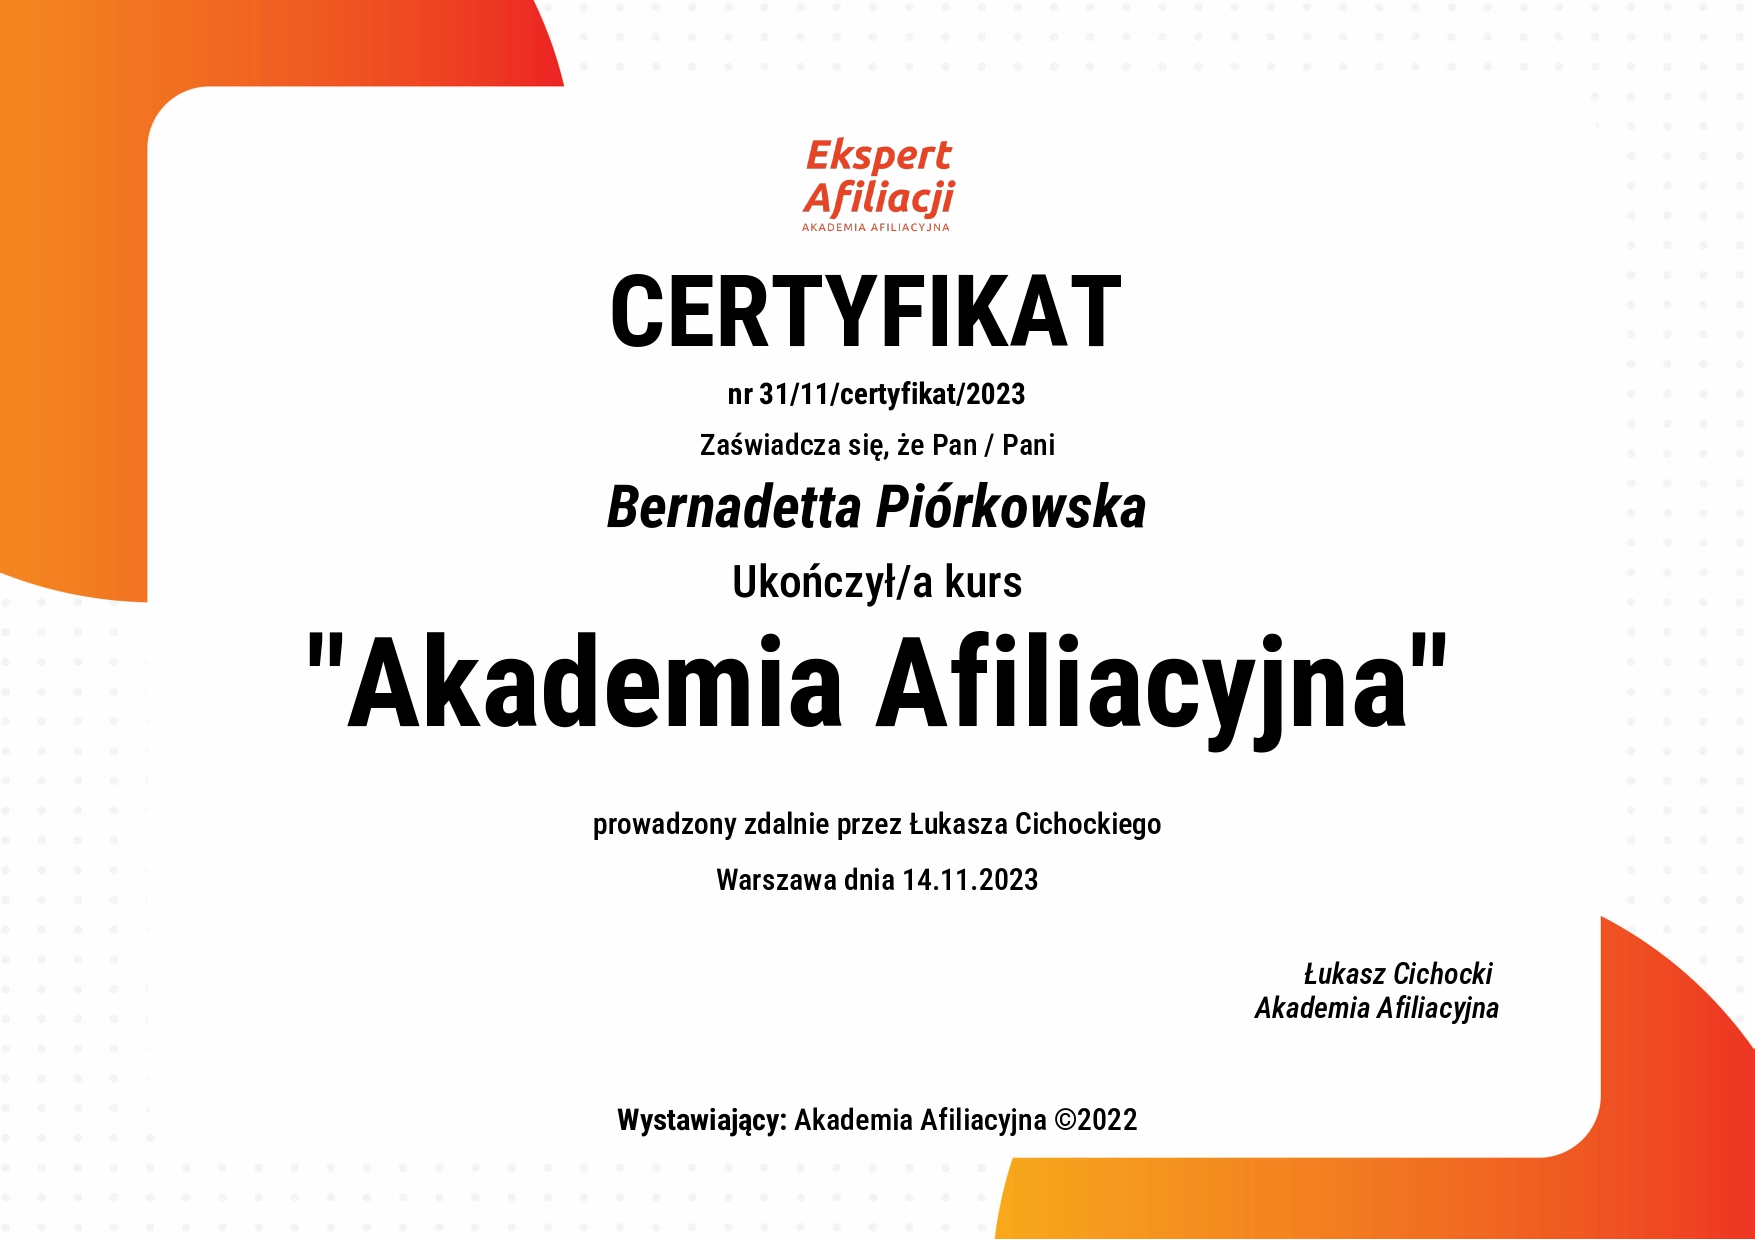 Ekspert
Afiliacji
AKADEMIA AFILIACYJNA
CERTYFIKAT
nr 31/11/certyfikat/2023
Zaświadcza się, że Pan / Pani
Bernadetta Piórkowska
Ukończył/a kurs
"Akademia Afiliacyjna"
prowadzony zdalnie przez Łukasza Cichockiego
Warszawa dnia 14.11.2023
Łukasz Cichocki
Akademia Afiliacyjna
Wystawiający: Akademia Afiliacyjna ©2022